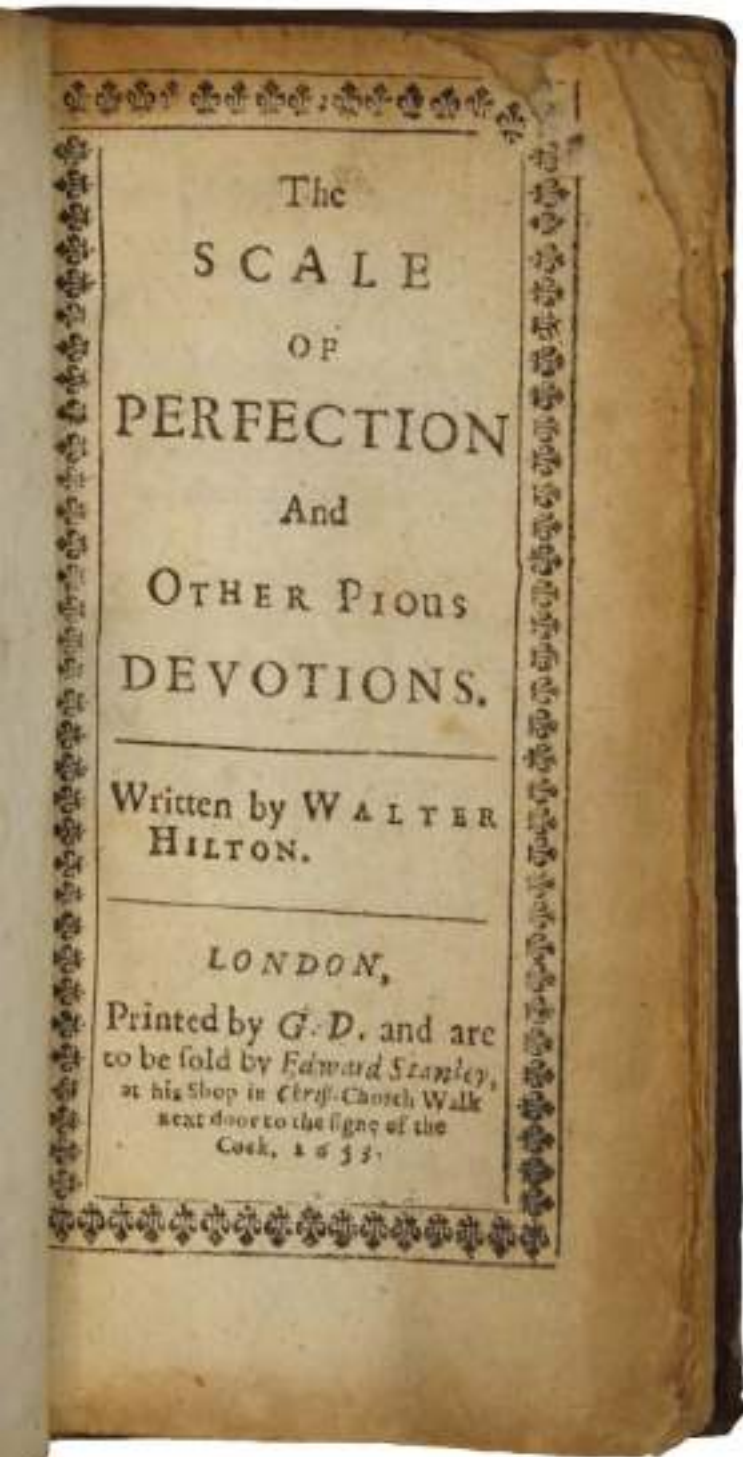 The
SCALE
OF
PERFECTION
And
OTHER PIOUS
DEVOTIONS.
Written by WALTER
HILTON.
LONDON,
Printed by G. D. and are
to be ſold by Edward Stanley,
at his Shop in Chriſt-Church Walk
next door to the ſigne of the
Cock, 1653.